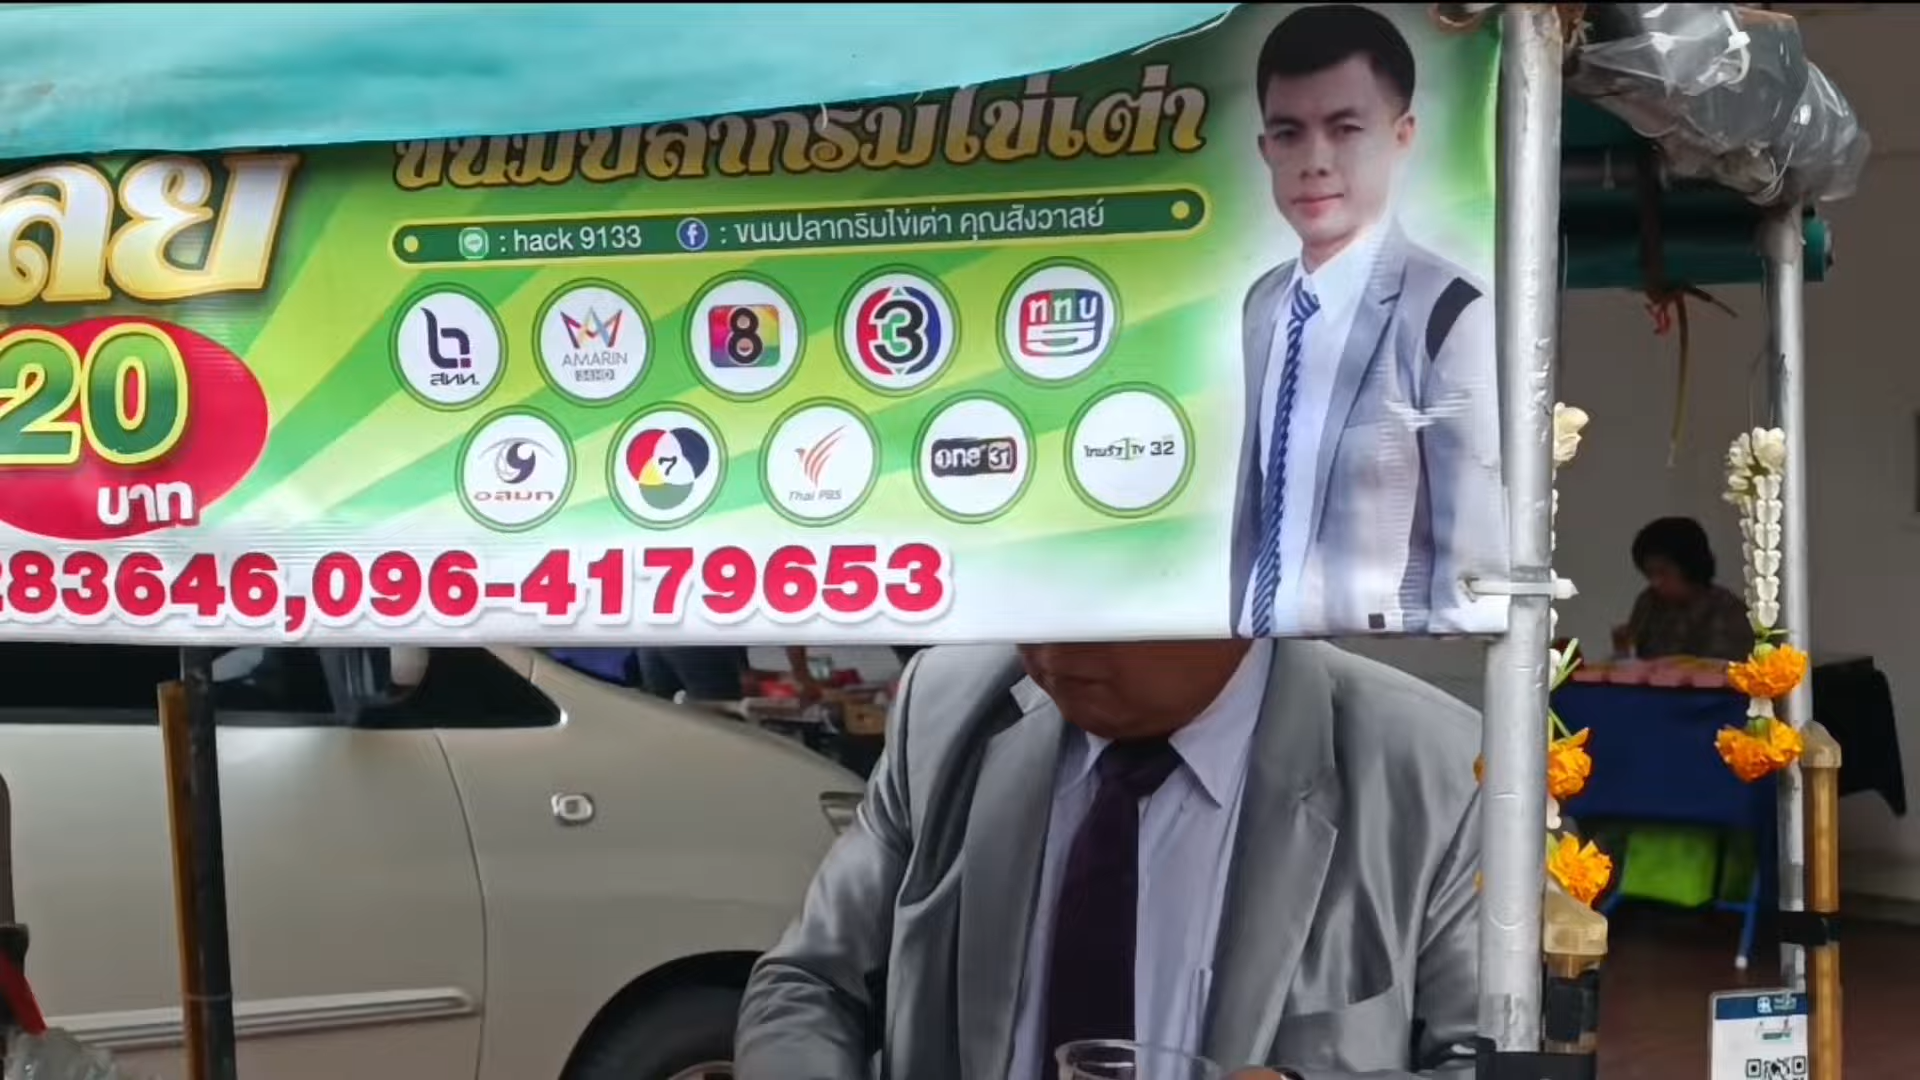 ขนมปลากริมไข่เต่า
ลย์
: hack 9133 f : ขนมปลากริมไข่เต่า คุณสังวาลย์
สทท. AMARIN 34HD 8 3 ททบ 5
20
บาท
9 อสมท 7 Thai PBS one 31 ไทยรัฐ TV 32
283646,096-4179653